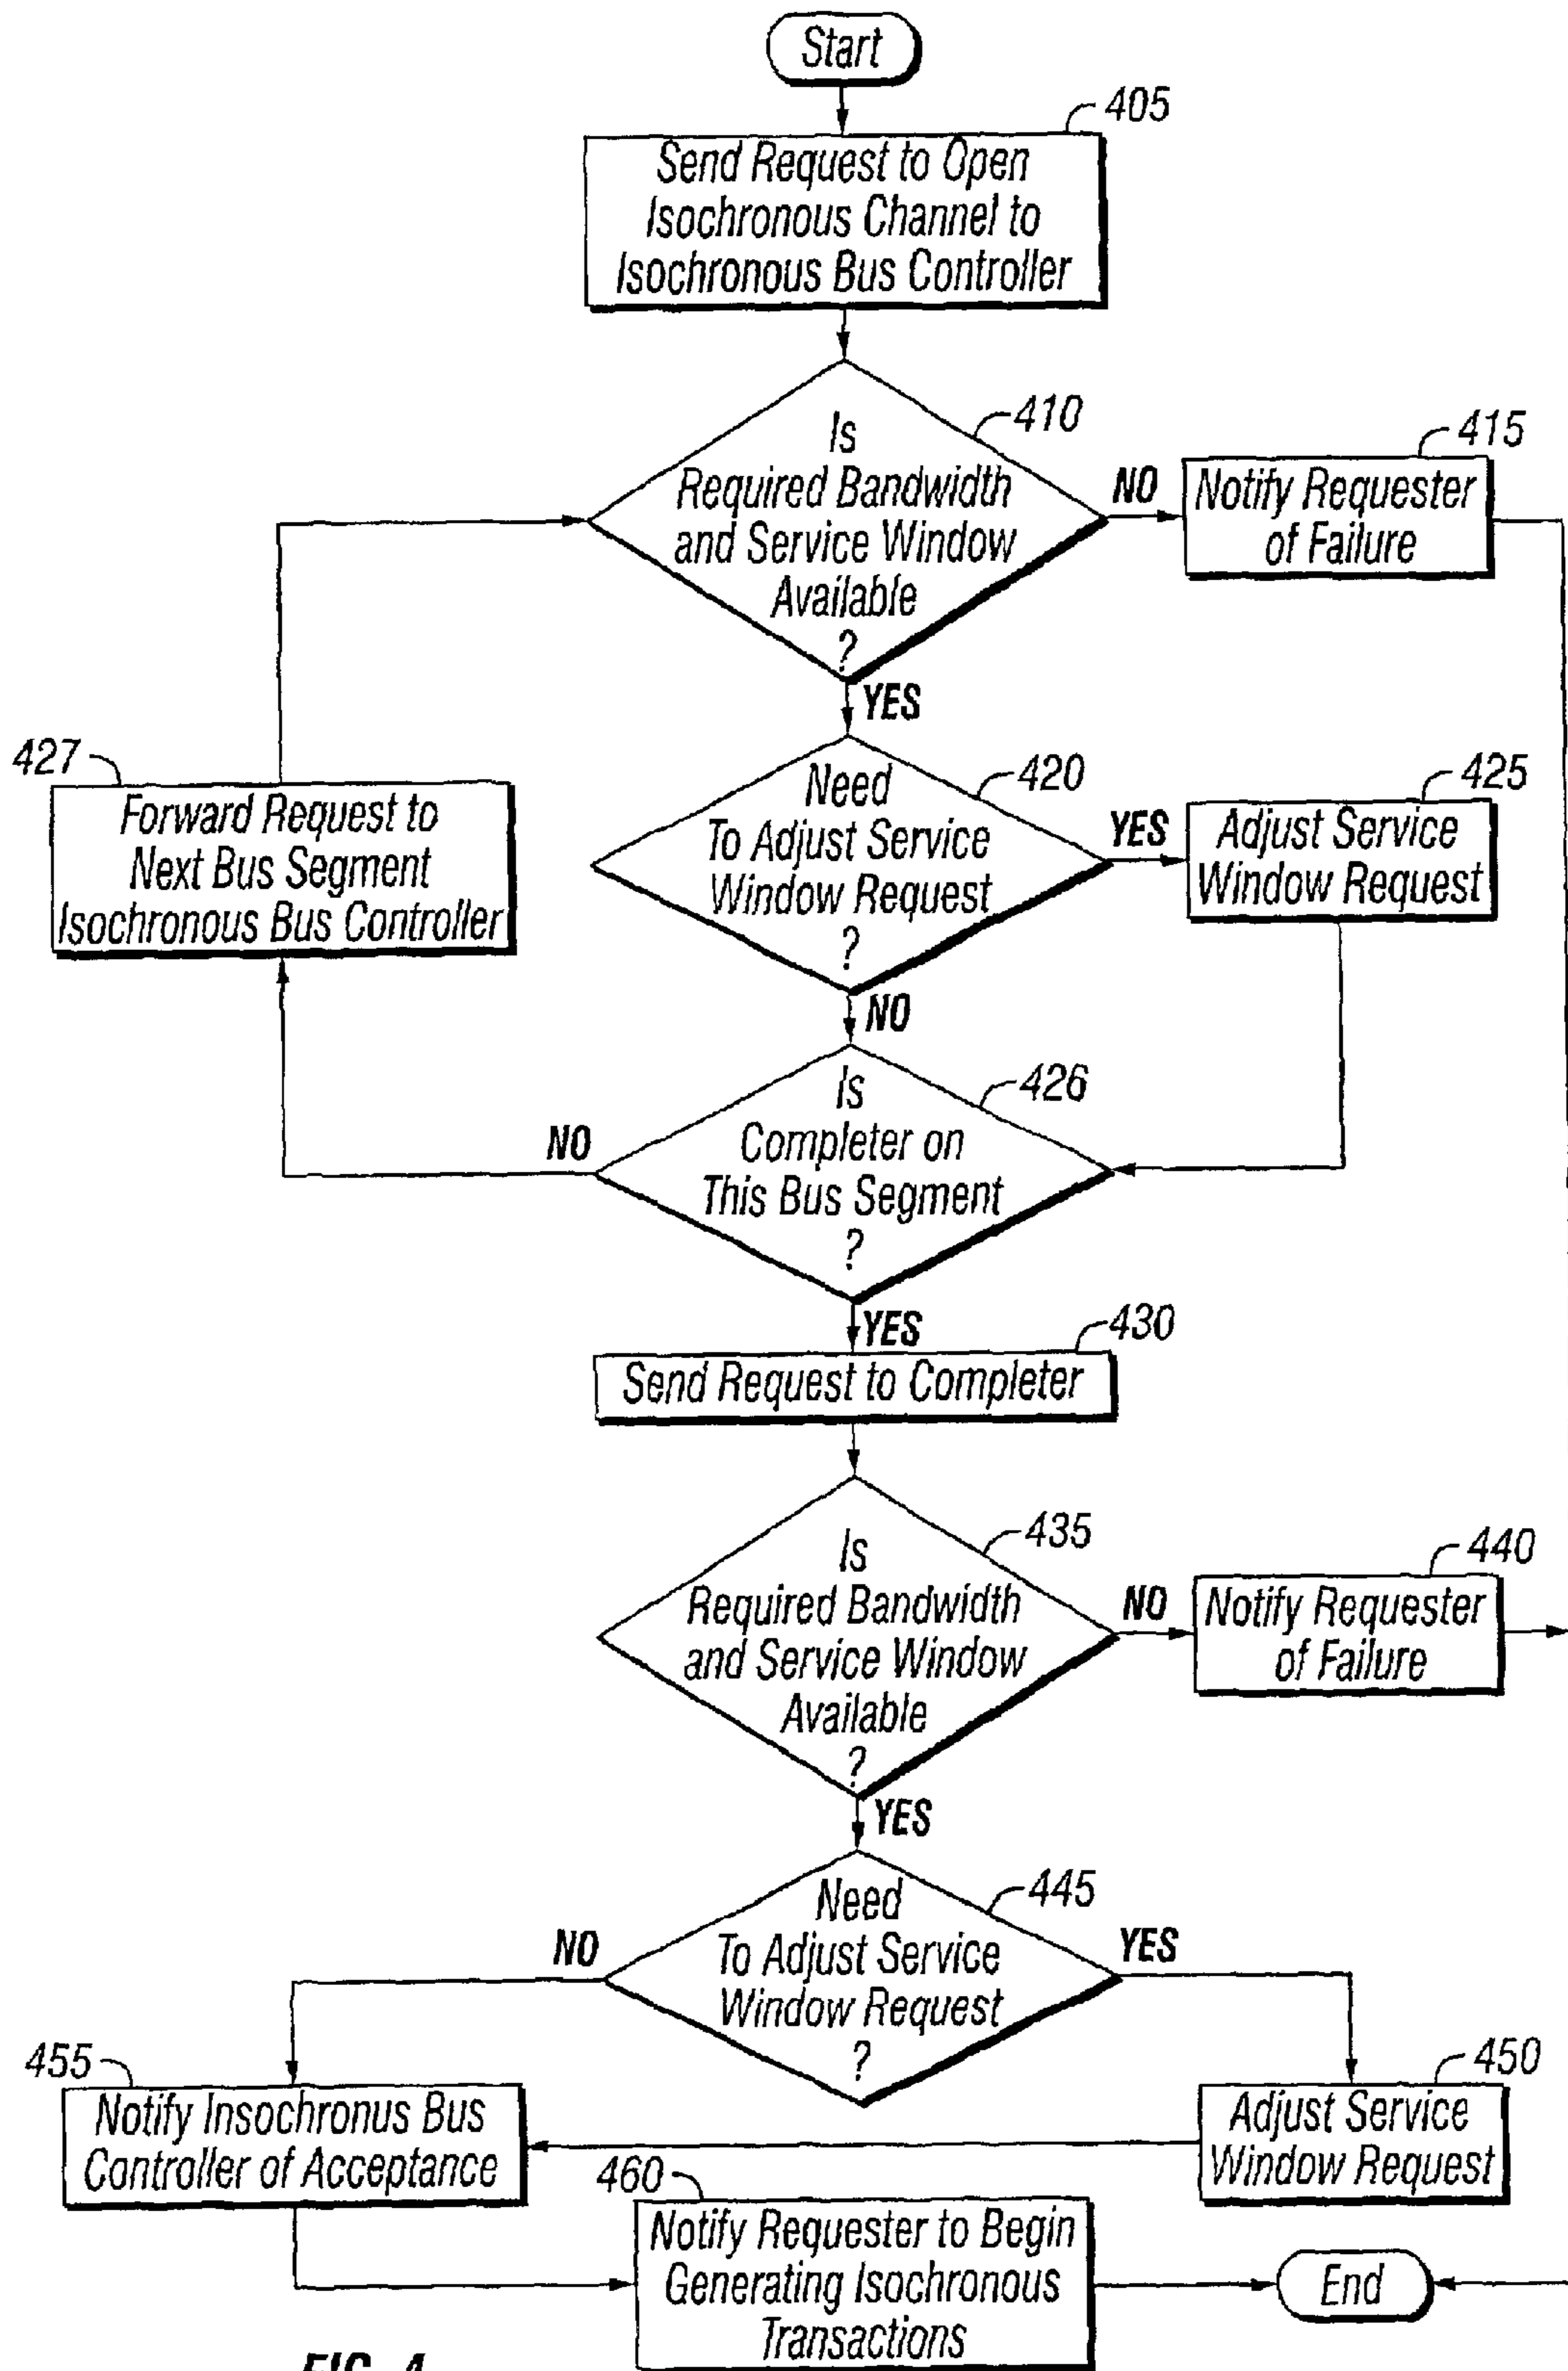 Start
405
Send Request to Open
Isochronous Channel to
Isochronous Bus Controller
410
Is
Required Bandwidth
and Service Window
Available
?
NO
415
Notify Requester
of Failure
YES
427
Forward Request to
Next Bus Segment
Isochronous Bus Controller
420
Need
To Adjust Service
Window Request
?
YES
425
Adjust Service
Window Request
NO
426
Is
Completer on
This Bus Segment
?
NO
YES
430
Send Request to Completer
435
Is
Required Bandwidth
and Service Window
Available
?
NO
440
Notify Requester
of Failure
YES
445
Need
To Adjust Service
Window Request
?
NO
YES
455
Notify Insochronus Bus
Controller of Acceptance
450
Adjust Service
Window Request
460
Notify Requester to Begin
Generating Isochronous
Transactions
End
FIG. 4